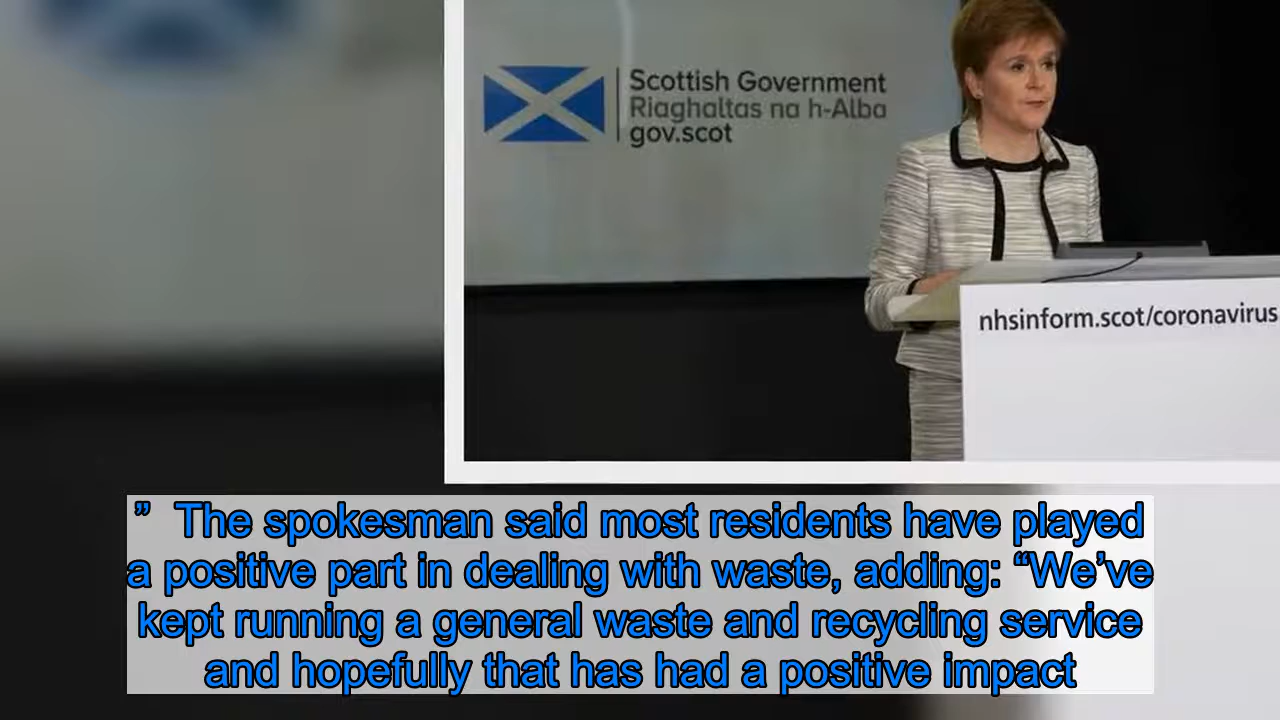 Scottish Government
Riaghaltas na h-Alba
gov.scot
nhsinform.scot/coronavirus
” The spokesman said most residents have played
a positive part in dealing with waste, adding: “We’ve
kept running a general waste and recycling service
and hopefully that has had a positive impact